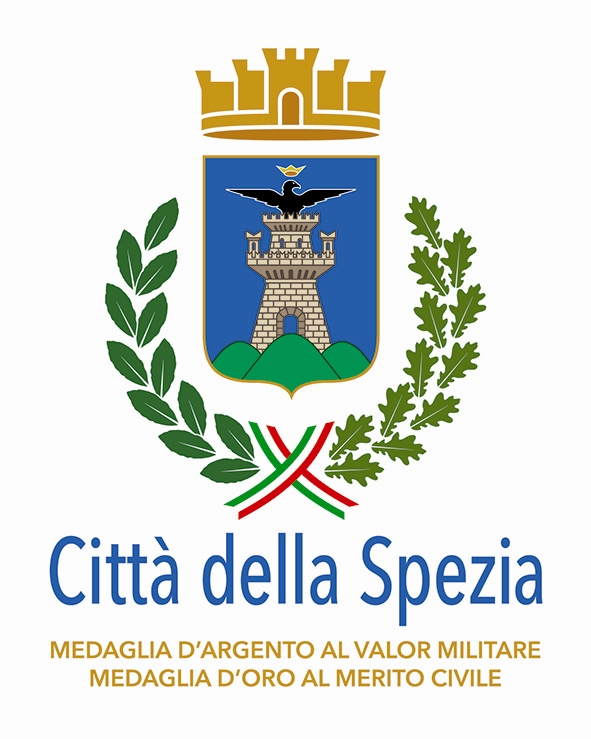 Città della Spezia
MEDAGLIA D'ARGENTO AL VALOR MILITARE
MEDAGLIA D'ORO AL MERITO CIVILE